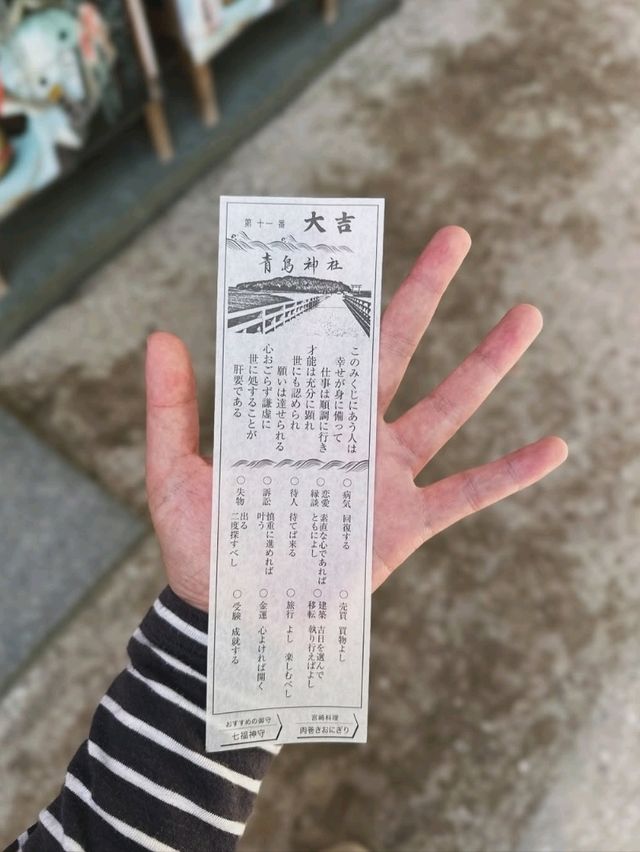 第十一番
大吉
青島神社
このみくじにあう人は
幸せが身に備って
仕事は順調に行き
才能は充分に顕れ
世にも認められ
願いは達せられる
心おごらず謙虚に
世に処することが
肝要である
○病気 回復する
○恋愛 縁談 素直な心であれば
ともによし
○待人 待てば来る
○訴訟 慎重に進めれば
叶う
○失物 出る
二度探すべし
○売買 買物よし
○建築 移転 吉日を選んで
執り行えばよし
○旅行 よし 楽しむべし
○金運 心よければ開く
○受験 成就する
おすすめの御守
七福神守
宮崎料理
肉巻きおにぎり